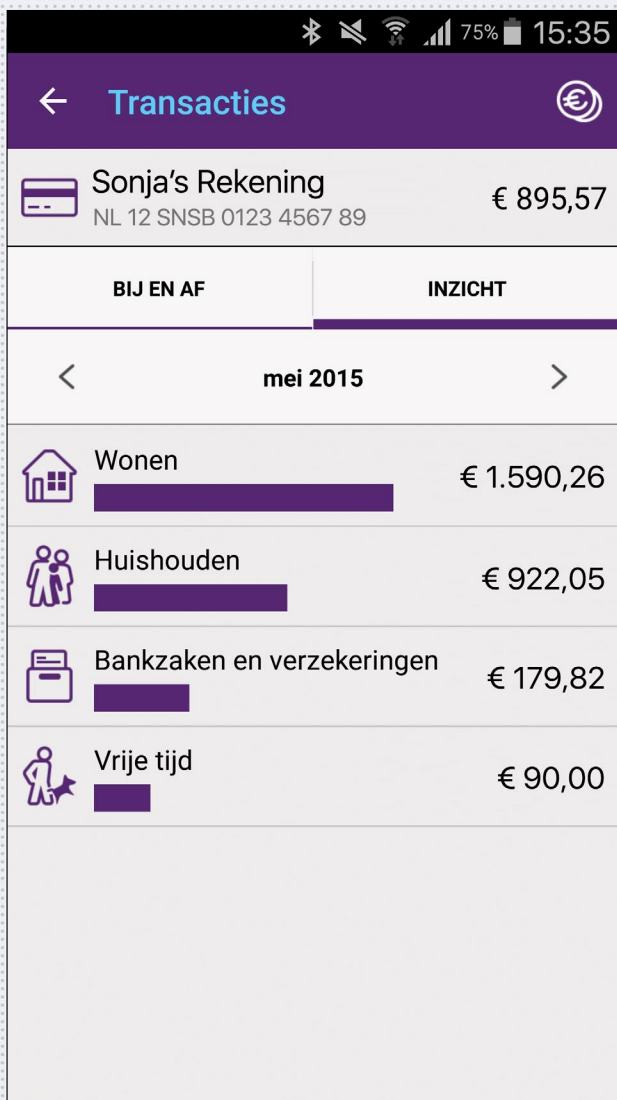 75% 15:35
Transacties
Sonja's Rekening
€ 895,57
NL 12 SNSB 0123 4567 89
BIJ EN AF
INZICHT
mei 2015
Wonen
€ 1.590,26
Huishouden
€ 922,05
Bankzaken en verzekeringen
€ 179,82
Vrije tijd
€ 90,00